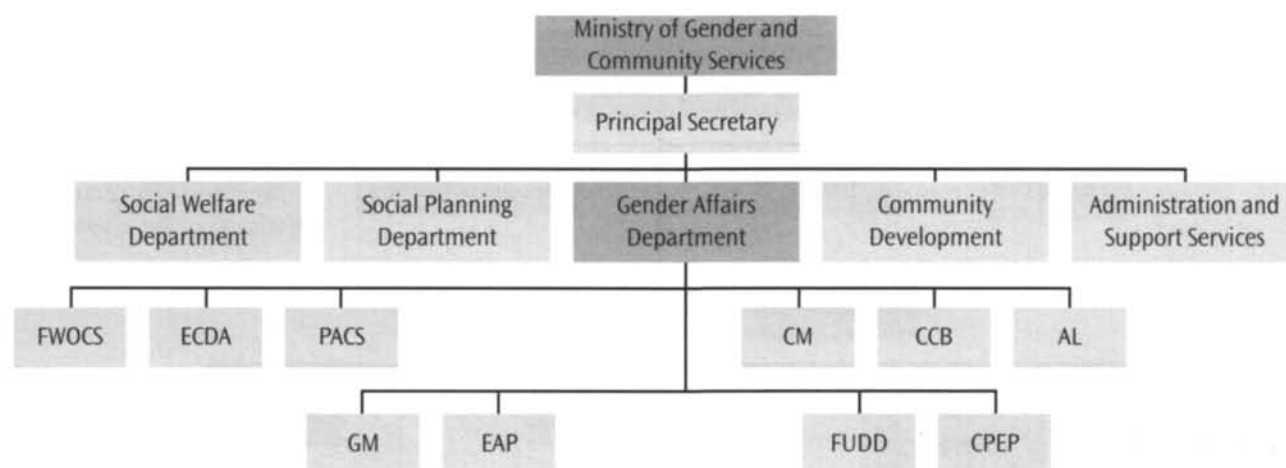 Ministry of Gender and
Community Services
Principal Secretary
Social Welfare
Department
Social Planning
Department
Gender Affairs
Department
Community
Development
Administration and
Support Services
FWOCS
ECDA
PACS
CM
CCB
AL
GM
EAP
FUDD
CPEP